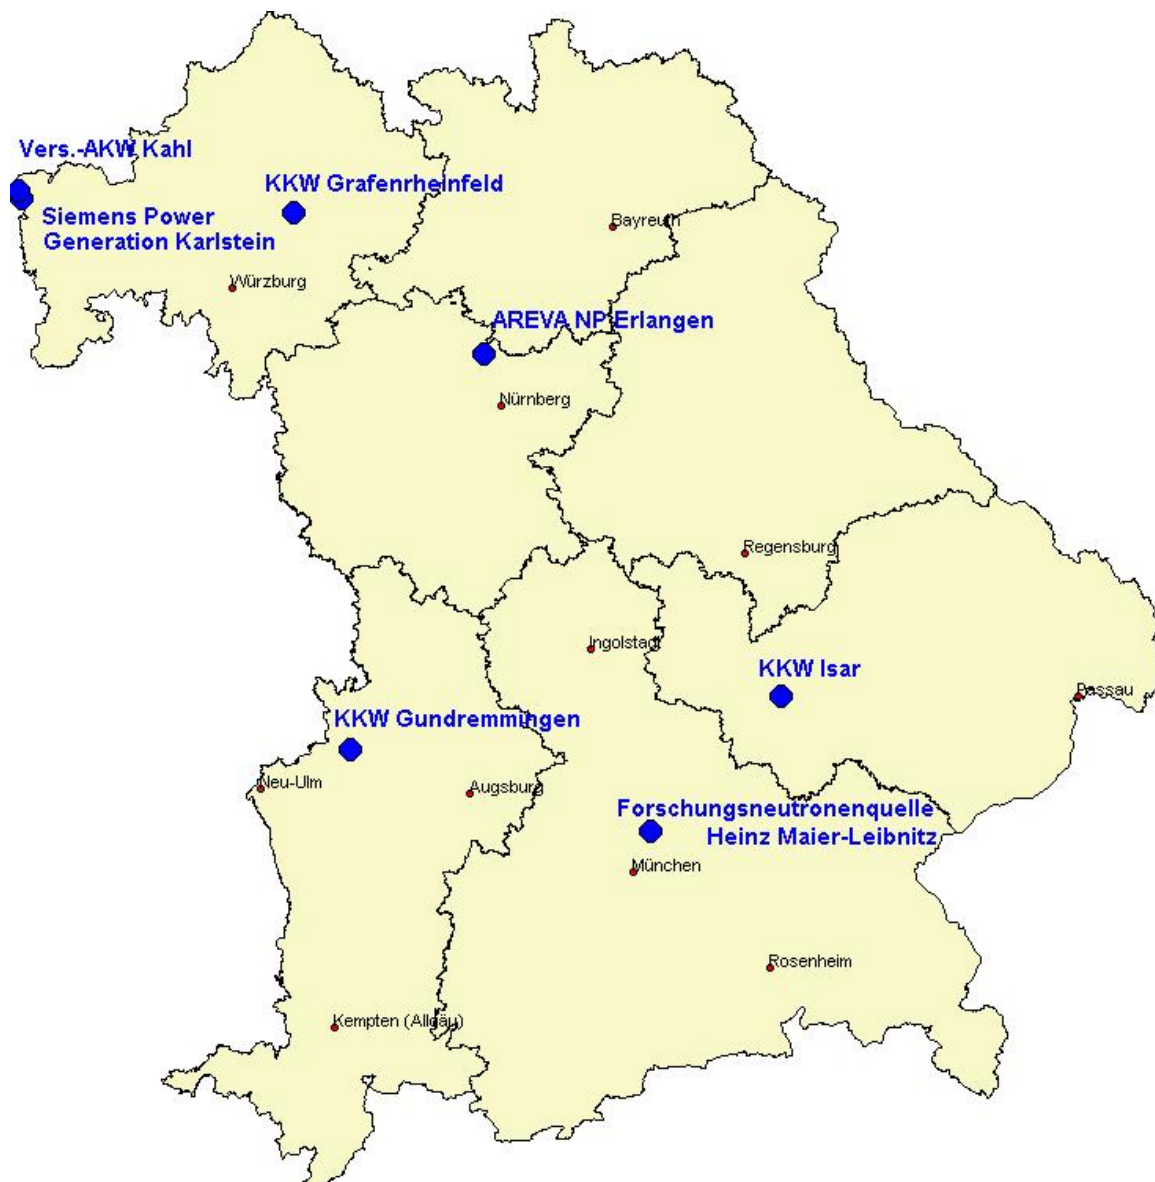 Vers.-AKW Kahl
KKW Grafenrheinfeld
Siemens Power
Generation Karlstein
Bayreuth
Würzburg
AREVA NP Erlangen
Nürnberg
Regensburg
Ingolstadt
KKW Isar
Passau
KKW Gundremmingen
Neu-Ulm
Augsburg
Forschungsneutronenquelle
Heinz Maier-Leibnitz
München
Rosenheim
Kempten (Allgäu)